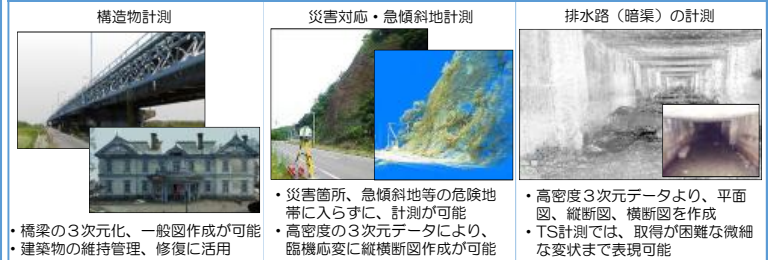 構造物計測
・橋梁の３次元化、一般図作成が可能
・建築物の維持管理、修復に活用
災害対応・急傾斜地計測
・災害箇所、急傾斜地等の危険地
帯に入らずに、計測が可能
・高密度の３次元データにより、
臨機応変に縦横断図作成が可能
排水路（暗渠）の計測
・高密度３次元データより、平面
図、縦断図、横断図を作成
・TS計測では、取得が困難な微細
な変状まで表現可能